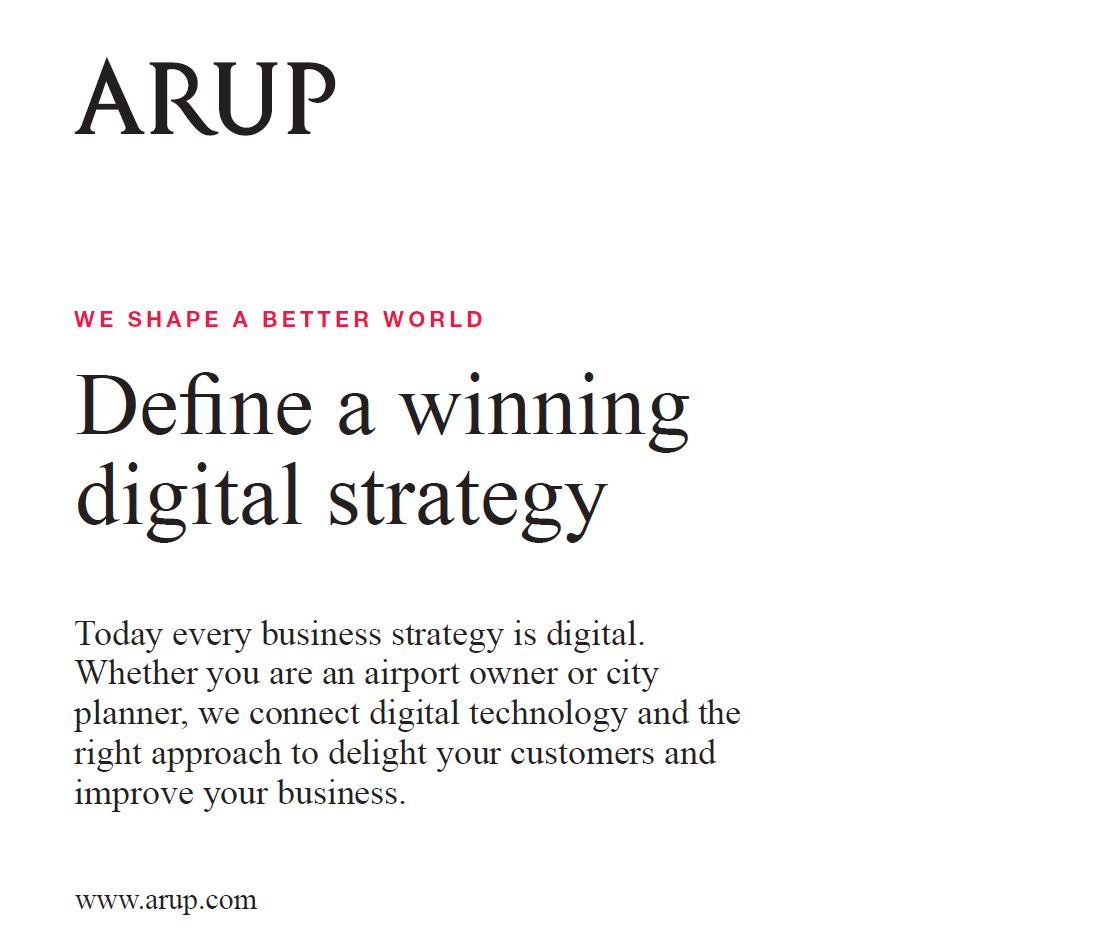 ARUP
WE SHAPE A BETTER WORLD
Define a winning
digital strategy
Today every business strategy is digital.
Whether you are an airport owner or city
planner, we connect digital technology and the
right approach to delight your customers and
improve your business.
www.arup.com